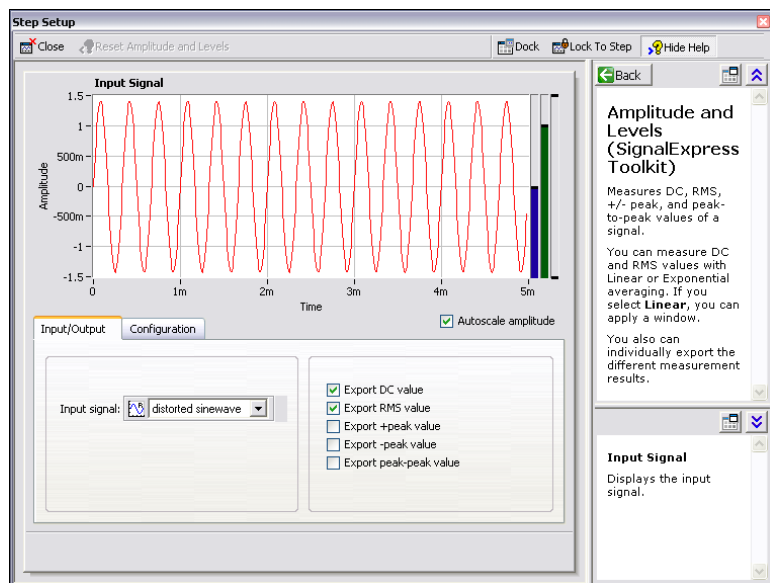 Step Setup
Close
Reset Amplitude and Levels
Dock
Lock To Step
Hide Help
Input Signal
1.5
1
500m
0
-500m
-1
-1.5
Amplitude
0
1m
2m
3m
4m
5m
Time
Autoscale amplitude
Input/Output
Configuration
Input signal:
distorted sinewave
Export DC value
Export RMS value
Export +peak value
Export -peak value
Export peak-peak value
Back
Amplitude and
Levels
(SignalExpress
Toolkit)
Measures DC, RMS,
+/- peak, and peak-
to-peak values of a
signal.
You can measure DC
and RMS values with
Linear or Exponential
averaging. If you
select Linear, you can
apply a window.
You also can
individually export the
different measurement
results.
Input Signal
Displays the input
signal.